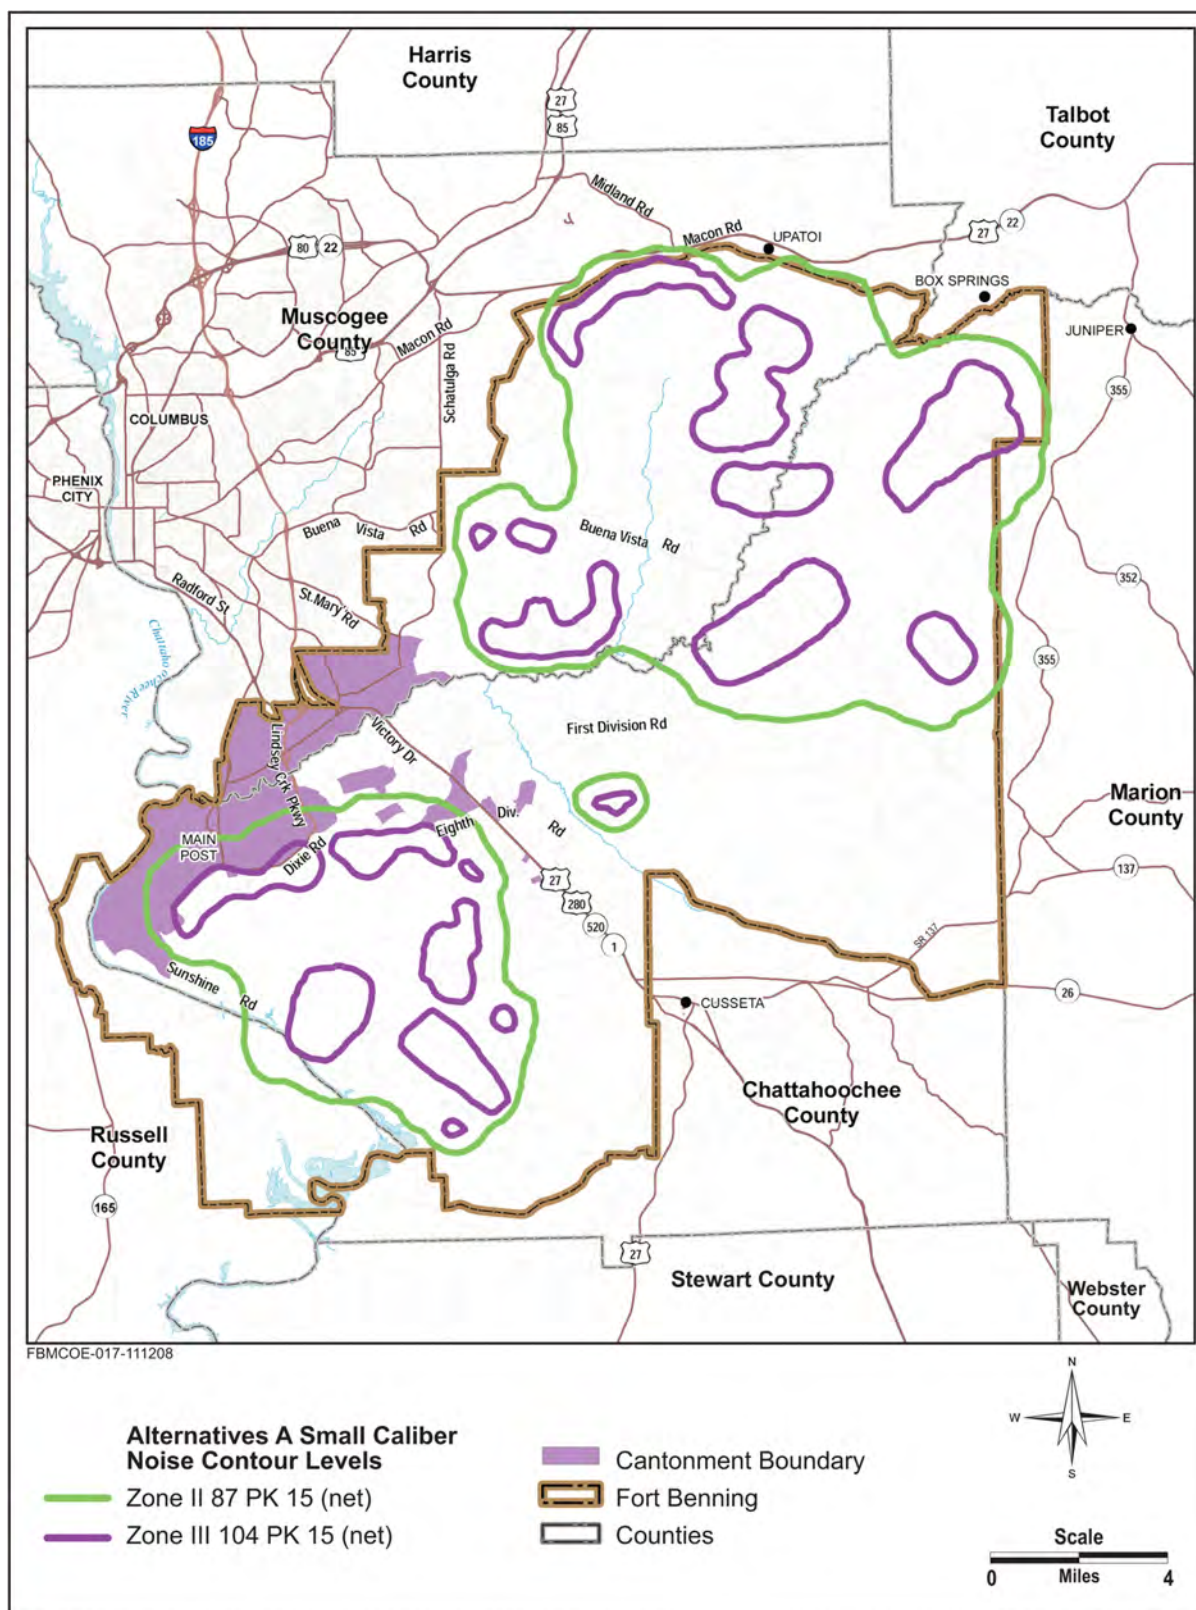 Harris
County
Talbot
County
27
85
185
Midland Rd
Macon Rd
UPATOI
27
22
80
22
BOX SPRINGS
JUNIPER
Muscogee
County
85
Macon Rd
Schatulga Rd
355
COLUMBUS
PHENIX
CITY
Buena Vista Rd
Buena Vista Rd
352
Radford St
St.Mary' Rd
Chattahoochee River
355
First Division Rd
Lindsey Crk Pkwy
Victory Dr
Marion
County
Eighth Div. Rd
MAIN
POST
Dixie Rd
137
27
280
520
1
SR 137
Sunshine Rd
26
CUSSETA
Chattahoochee
County
Russell
County
165
27
Stewart County
Webster
County
FBMCOE-017-111208
N
W E
S
Alternatives A Small Caliber
Noise Contour Levels
Zone II 87 PK 15 (net)
Zone III 104 PK 15 (net)
Cantonment Boundary
Fort Benning
Counties
Scale
0 Miles 4